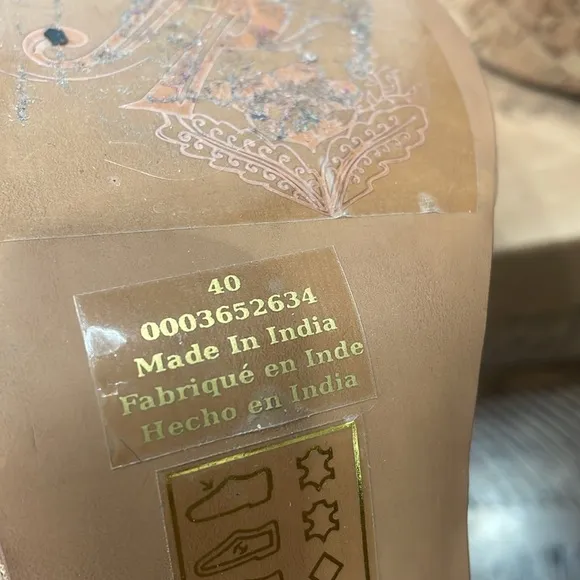 40
0003652634
Made In India
Fabriqué en Inde
Hecho en India